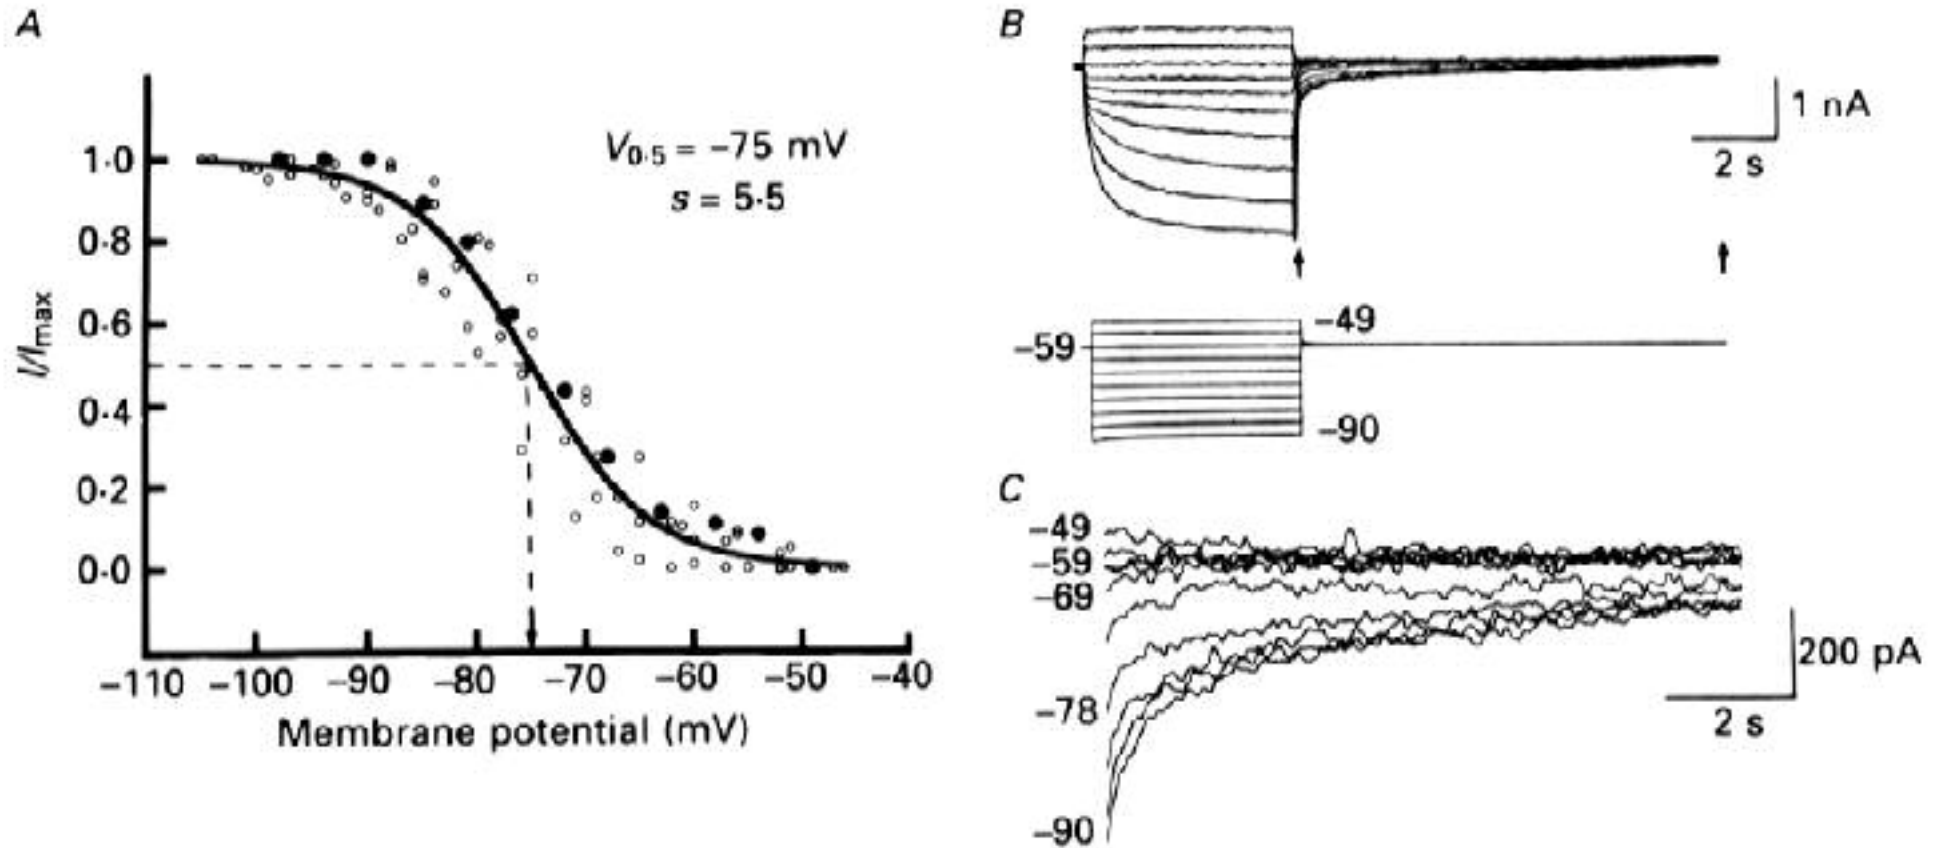 A
V0·5 = −75 mV
s = 5·5
1·0
0·8
0·6
0·4
0·2
0·0
I/Imax
−110 −100 −90 −80 −70 −60 −50 −40
Membrane potential (mV)
B
1 nA
2 s
−49
−59
−90
C
−49
−59
−69
−78
−90
200 pA
2 s